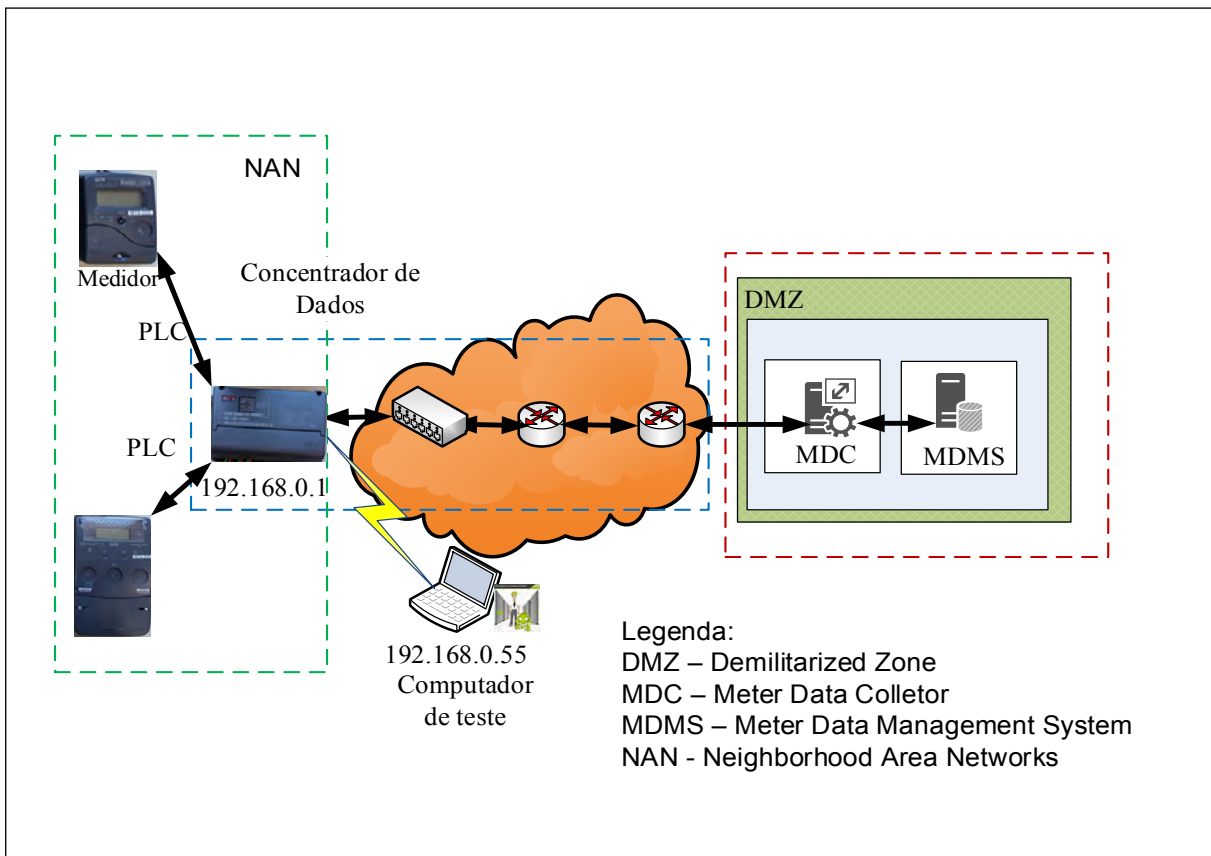 NAN
Medidor
Concentrador de
Dados
PLC
PLC
192.168.0.1
192.168.0.55
Computador
de teste
DMZ
MDC
MDMS
Legenda:
DMZ – Demilitarized Zone
MDC – Meter Data Colletor
MDMS – Meter Data Management System
NAN - Neighborhood Area Networks